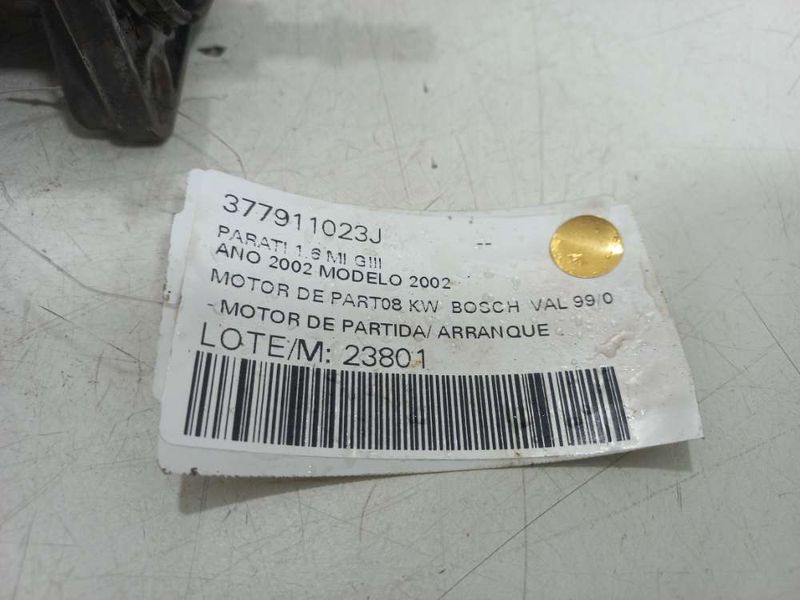 377911023J --
PARATI 1.6 MI GIII
ANO 2002 MODELO 2002
MOTOR DE PART08 KW BOSCH VAL 99/0
- MOTOR DE PARTIDA/ ARRANQUE
LOTE/M: 23801